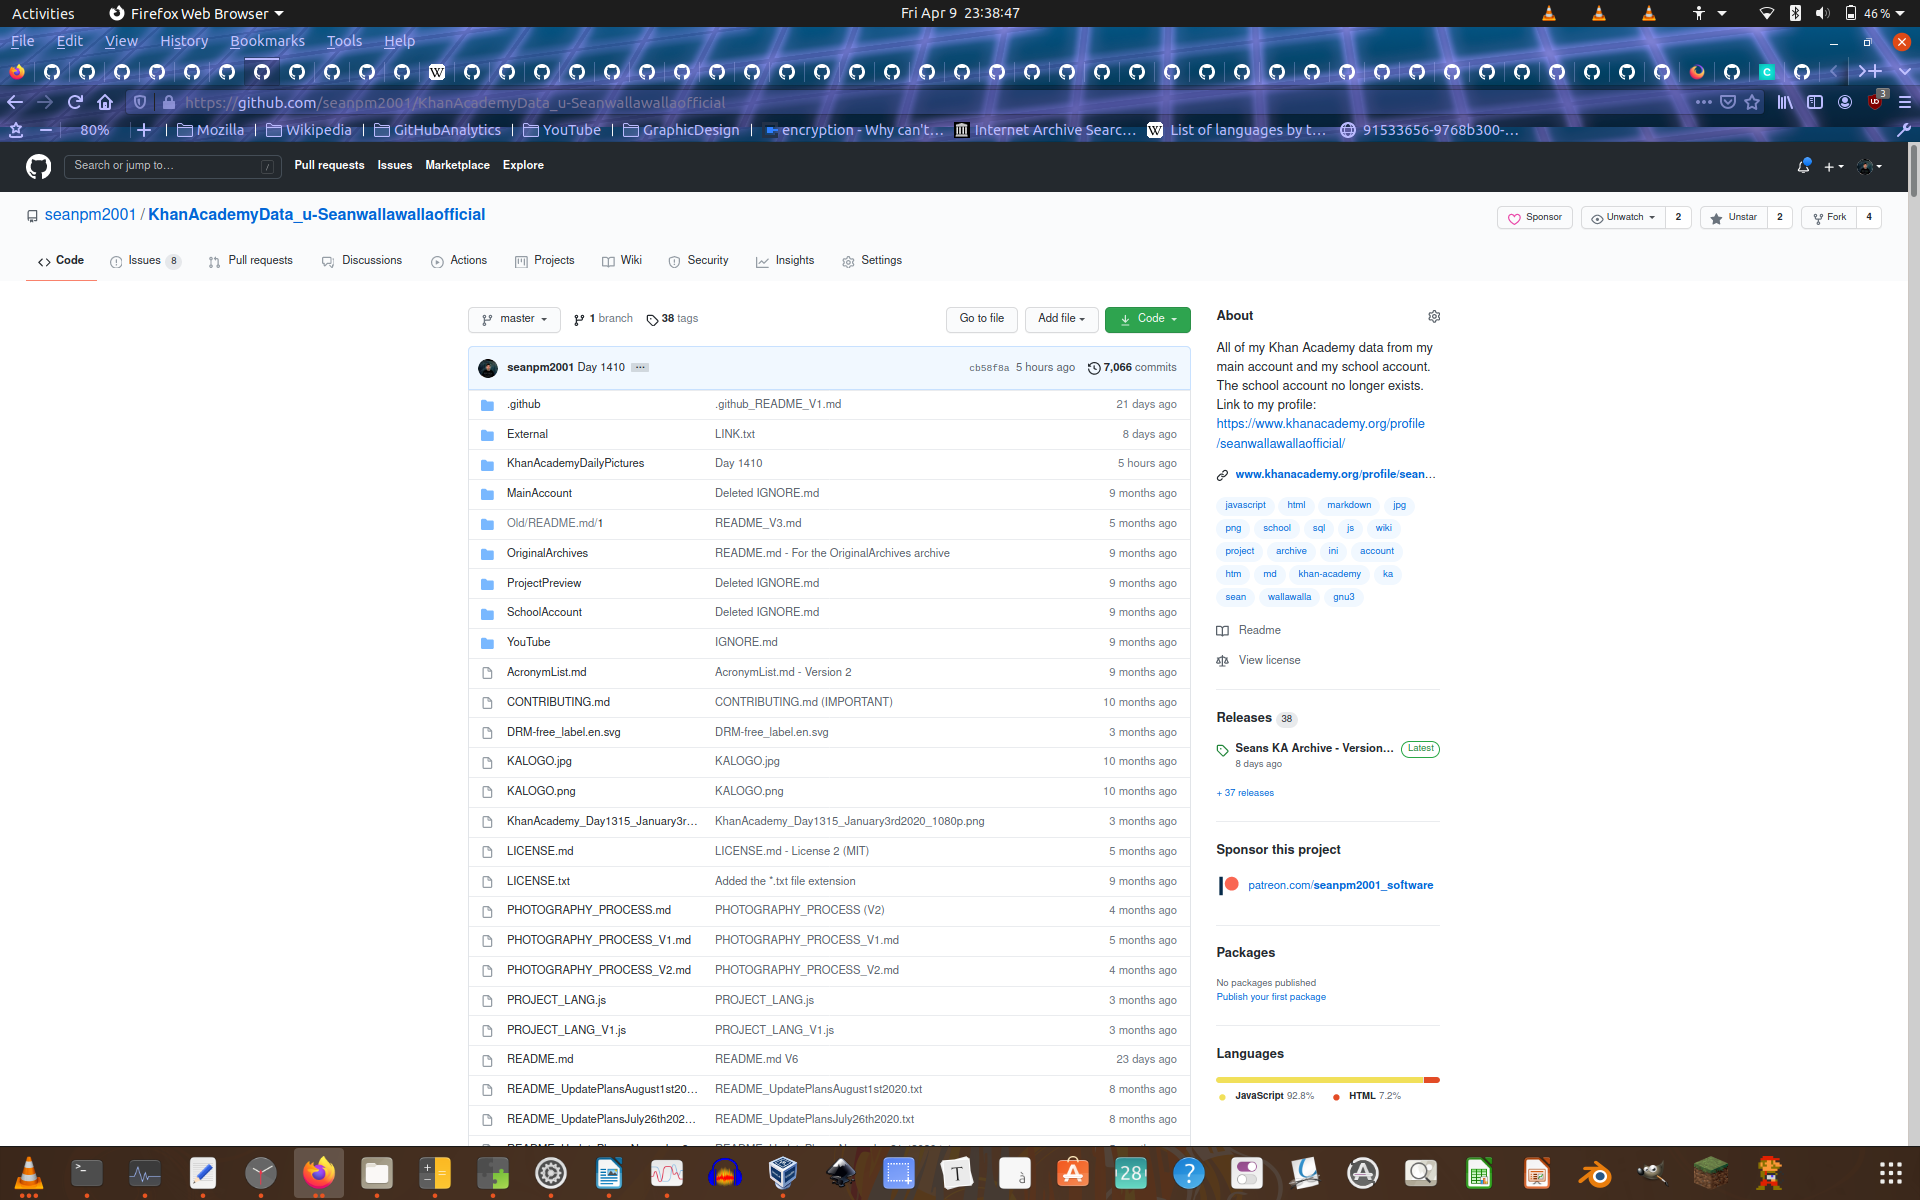 Activities Firefox Web Browser Fri Apr 9 23:38:47 46 %
File Edit View History Bookmarks Tools Help
https://github.com/seanpm2001/KhanAcademyData_u-Seanwallawallaofficial 3
80% Mozilla Wikipedia GitHubAnalytics YouTube GraphicDesign encryption - Why can't… Internet Archive Searc… List of languages by t… 91533656-9768b300-…
Search or jump to… / Pull requests Issues Marketplace Explore
seanpm2001 / KhanAcademyData_u-Seanwallawallaofficial Sponsor Unwatch 2 Unstar 2 Fork 4
Code Issues 8 Pull requests Discussions Actions Projects Wiki Security Insights Settings
master 1 branch 38 tags Go to file Add file Code
seanpm2001 Day 1410 … cb58f8a 5 hours ago 7,066 commits
.github .github_README_V1.md 21 days ago
External LINK.txt 8 days ago
KhanAcademyDailyPictures Day 1410 5 hours ago
MainAccount Deleted IGNORE.md 9 months ago
Old/README.md/1 README_V3.md 5 months ago
OriginalArchives README.md - For the OriginalArchives archive 9 months ago
ProjectPreview Deleted IGNORE.md 9 months ago
SchoolAccount Deleted IGNORE.md 9 months ago
YouTube IGNORE.md 9 months ago
AcronymList.md AcronymList.md - Version 2 9 months ago
CONTRIBUTING.md CONTRIBUTING.md (IMPORTANT) 10 months ago
DRM-free_label.en.svg DRM-free_label.en.svg 3 months ago
KALOGO.jpg KALOGO.jpg 10 months ago
KALOGO.png KALOGO.png 10 months ago
KhanAcademy_Day1315_January3r… KhanAcademy_Day1315_January3rd2020_1080p.png 3 months ago
LICENSE.md LICENSE.md - License 2 (MIT) 5 months ago
LICENSE.txt Added the *.txt file extension 9 months ago
PHOTOGRAPHY_PROCESS.md PHOTOGRAPHY_PROCESS (V2) 4 months ago
PHOTOGRAPHY_PROCESS_V1.md PHOTOGRAPHY_PROCESS_V1.md 5 months ago
PHOTOGRAPHY_PROCESS_V2.md PHOTOGRAPHY_PROCESS_V2.md 4 months ago
PROJECT_LANG.js PROJECT_LANG.js 3 months ago
PROJECT_LANG_V1.js PROJECT_LANG_V1.js 3 months ago
README.md README.md V6 23 days ago
README_UpdatePlansAugust1st20… README_UpdatePlansAugust1st2020.txt 8 months ago
README_UpdatePlansJuly26th202… README_UpdatePlansJuly26th2020.txt 8 months ago
About
All of my Khan Academy data from my
main account and my school account.
The school account no longer exists.
Link to my profile:
https://www.khanacademy.org/profile
/seanwallawallaofficial/
www.khanacademy.org/profile/sean…
javascript html markdown jpg
png school sql js wiki
project archive ini account
htm md khan-academy ka
sean wallawalla gnu3
Readme
View license
Releases 38
Seans KA Archive - Version… Latest
8 days ago
+ 37 releases
Sponsor this project
patreon.com/seanpm2001_software
Packages
No packages published
Publish your first package
Languages
JavaScript 92.8% HTML 7.2%